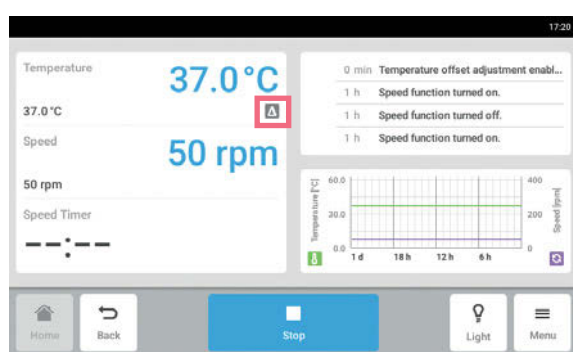 17:20
Temperature
37.0°C
37.0°C
Δ
Speed
50 rpm
50 rpm
Speed Timer
--:--
0 min Temperature offset adjustment enabl...
1 h Speed function turned on.
1 h Speed function turned off.
1 h Speed function turned on.
Temperature [°C]
60.0
30.0
0.0
1 d 18 h 12 h 6 h
400
200
0
Speed [rpm]
Home
Back
Stop
Light
Menu